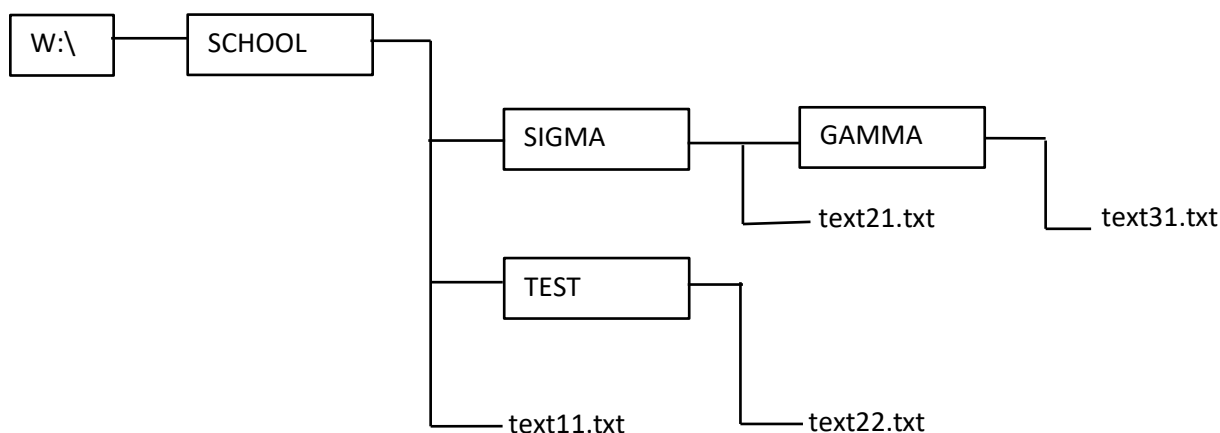 W:\
SCHOOL
SIGMA
GAMMA
text21.txt
text31.txt
TEST
text11.txt
text22.txt